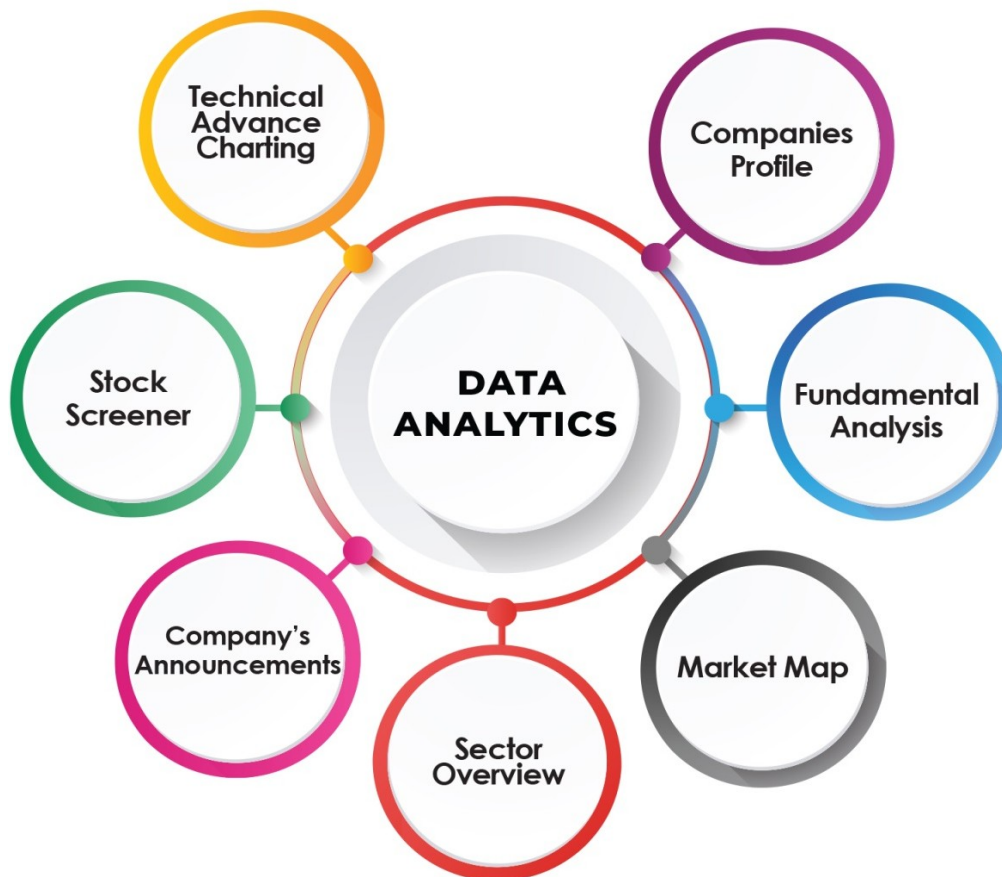 Technical
Advance
Charting
Companies
Profile
Stock
Screener
DATA
ANALYTICS
Fundamental
Analysis
Company’s
Announcements
Market Map
Sector
Overview